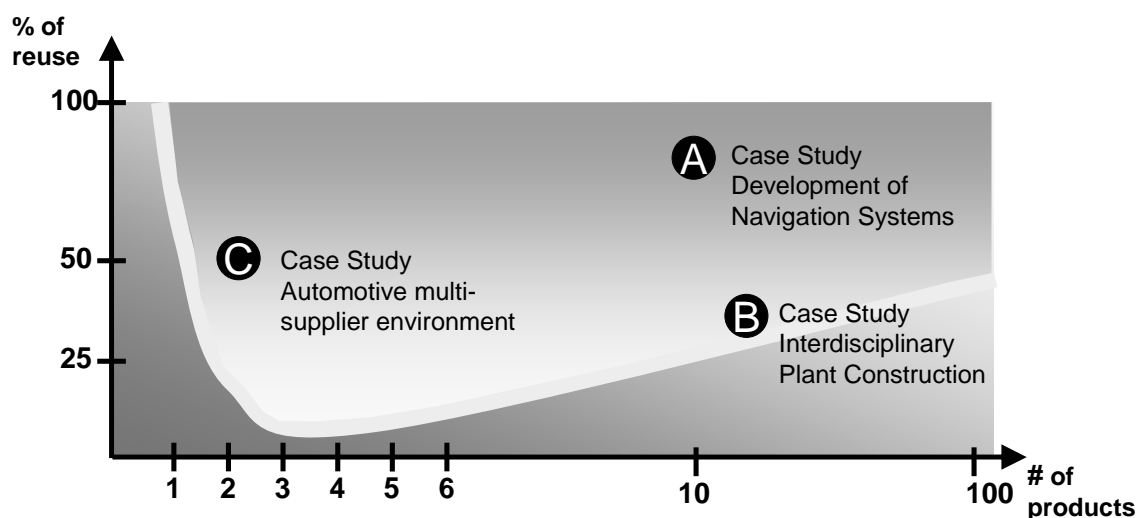 % of
reuse
100
A
Case Study
Development of
Navigation Systems
50
C
Case Study
Automotive multi-
supplier environment
B
Case Study
Interdisciplinary
Plant Construction
25
1 2 3 4 5 6 10 100
# of
products